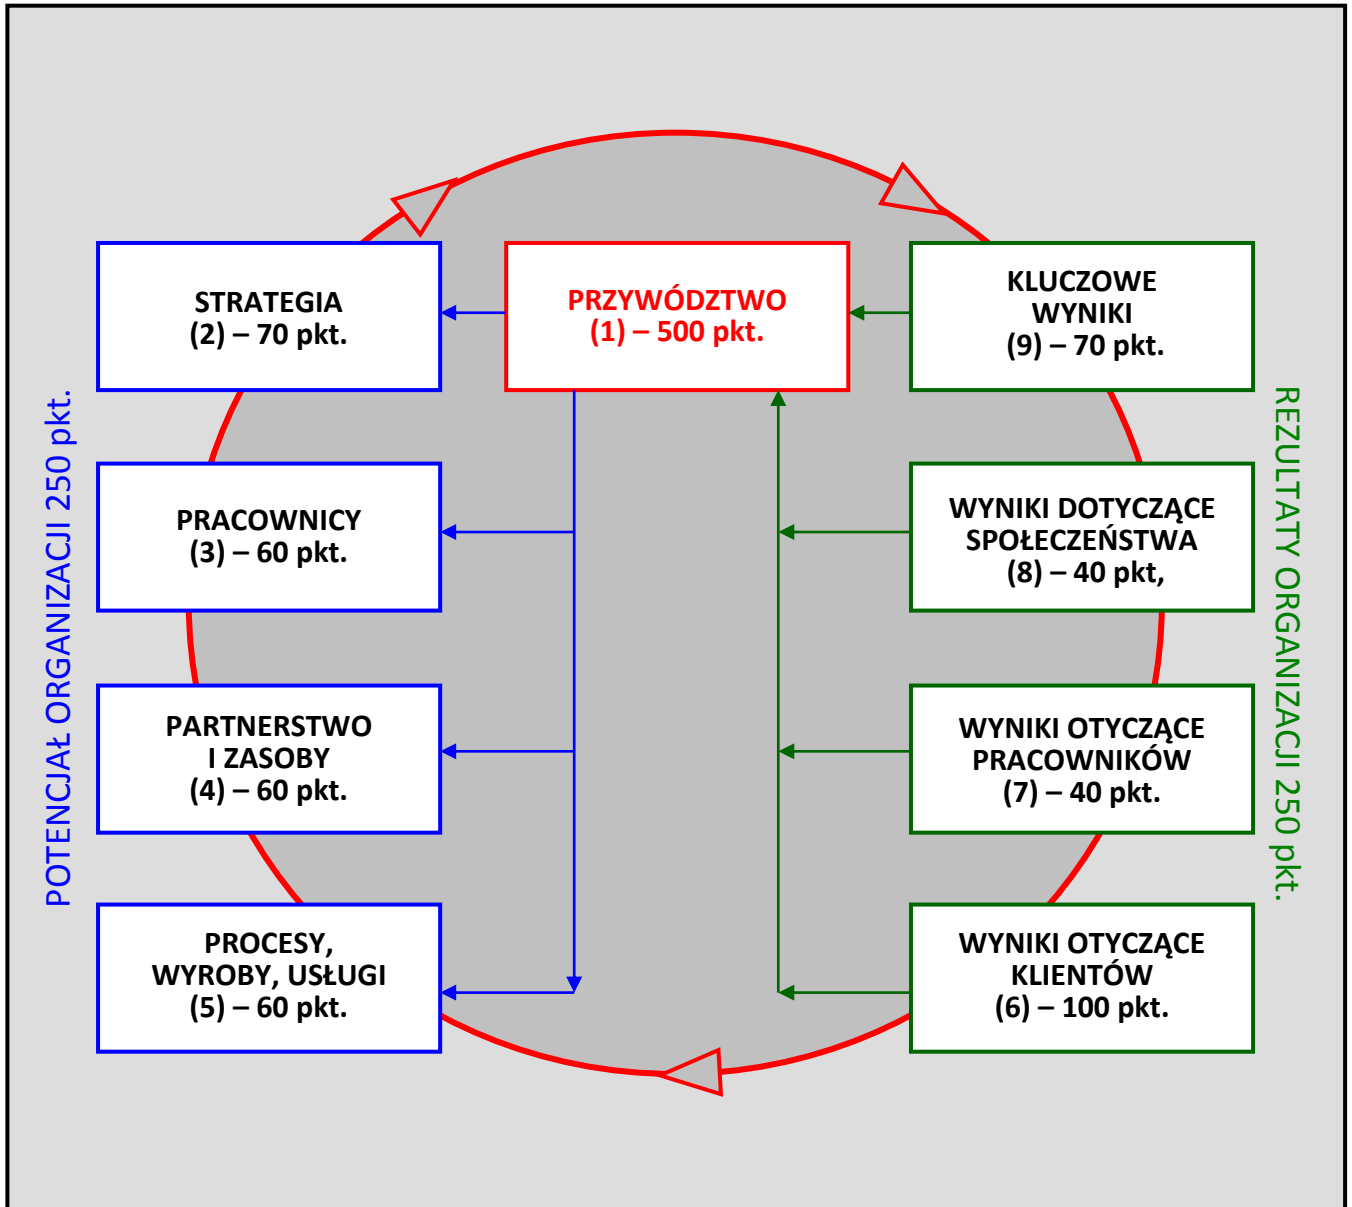 STRATEGIA
(2) – 70 pkt.
PRZYWÓDZTWO
(1) – 500 pkt.
KLUCZOWE
WYNIKI
(9) – 70 pkt.
POTENCJAŁ ORGANIZACJI 250 pkt.
REZULTATY ORGANIZACJI 250 pkt.
PRACOWNICY
(3) – 60 pkt.
WYNIKI DOTYCZĄCE
SPOŁECZEŃSTWA
(8) – 40 pkt,
PARTNERSTWO
I ZASOBY
(4) – 60 pkt.
WYNIKI OTYCZĄCE
PRACOWNIKÓW
(7) – 40 pkt.
PROCESY,
WYROBY, USŁUGI
(5) – 60 pkt.
WYNIKI OTYCZĄCE
KLIENTÓW
(6) – 100 pkt.